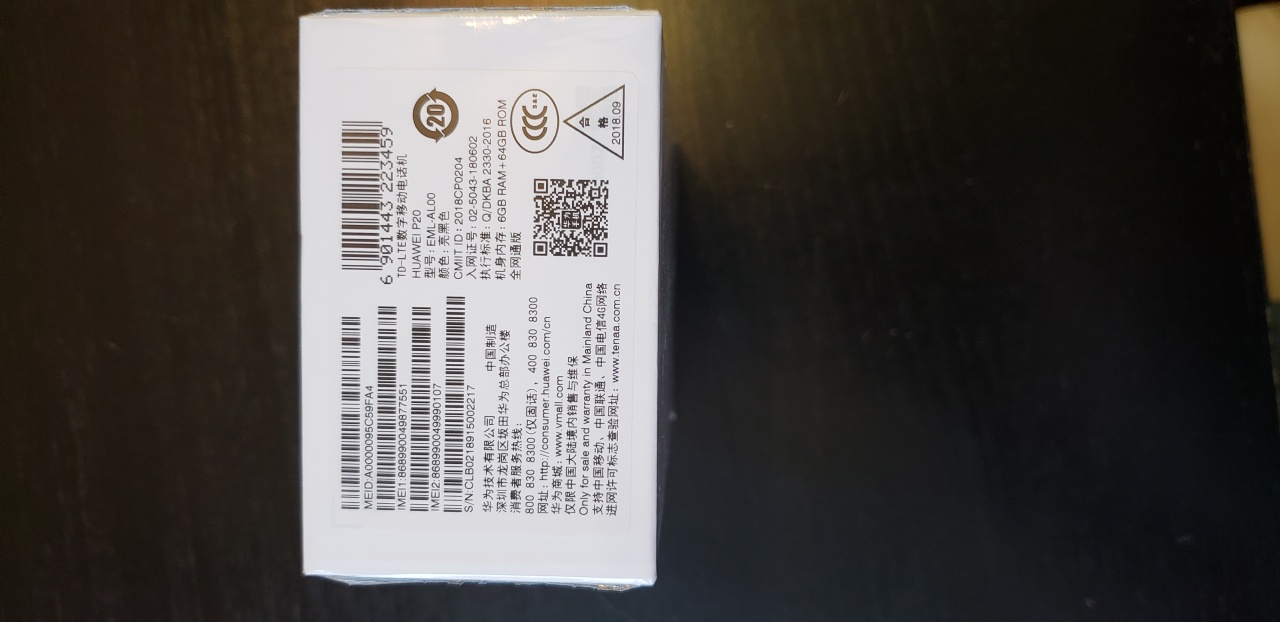 MEID:A0000095C59FA4
IMEI1:868990049877551
IMEI2:868990049990107
S/N:CLB0218915002217
华为技术有限公司 中国制造
深圳市龙岗区坂田华为总部办公楼
消费者服务热线:
800 830 8300(仅固话),400 830 8300
网址:http://consumer.huawei.com/cn
华为商城:www.vmall.com
仅限中国大陆境内销售与维保
Only for sale and warranty in Mainland China
支持中国移动、中国联通、中国电信4G网络
进网许可标志查验网址:www.tenaa.com.cn
6 901443 223459
TD-LTE数字移动电话机
HUAWEI P20
型号:EML-AL00
颜色:亮黑色
CMIIT ID:2018CP0204
入网证号:02-5043-180602
执行标准:Q/DKBA 2330-2016
机身内存:6GB RAM+64GB ROM
全网通版
20
CCC S&E
合格
2018.09